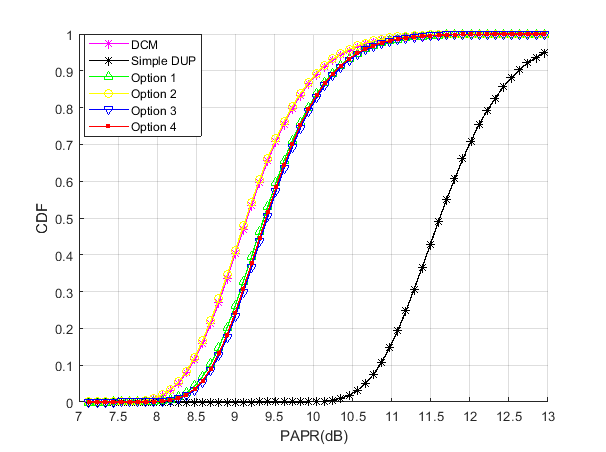 DCM
Simple DUP
Option 1
Option 2
Option 3
Option 4
1
0.9
0.8
0.7
0.6
0.5
0.4
0.3
0.2
0.1
0
CDF
7 7.5 8 8.5 9 9.5 10 10.5 11 11.5 12 12.5 13
PAPR(dB)